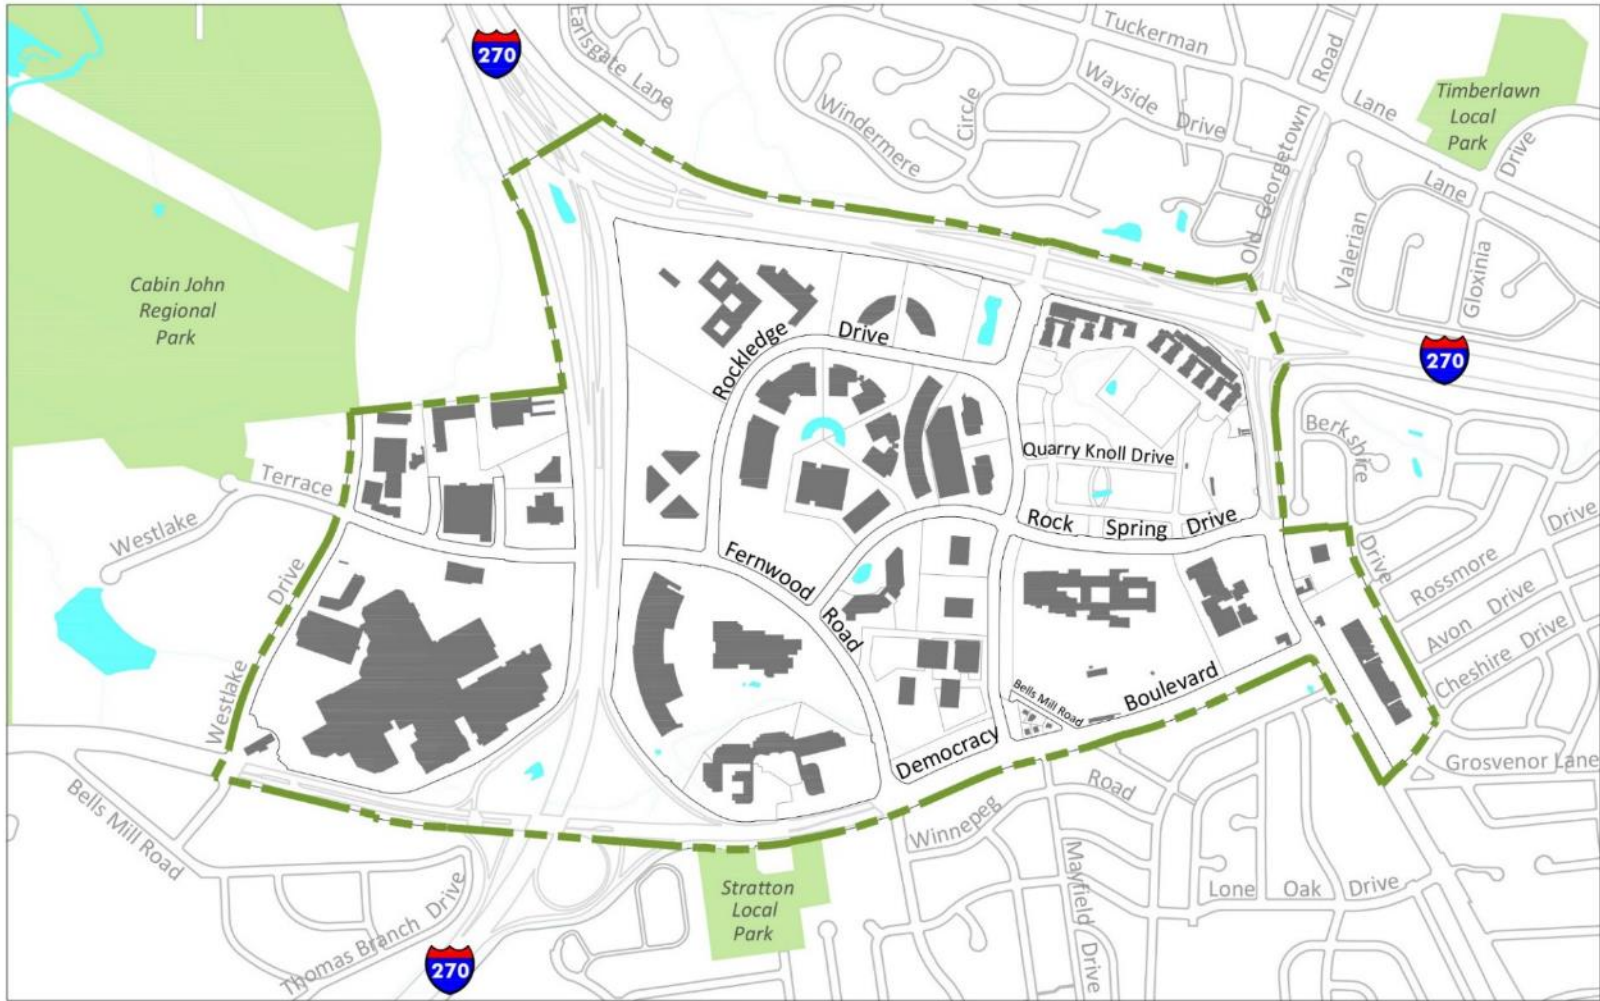 270
Earlsgate Lane
Tuckerman
Lane
Road
Wayside
Drive
Windermere
Circle
Old Georgetown
Timberlawn
Local
Park
Drive
Lane
Valerian
Gloxinia
Cabin John
Regional
Park
Rockledge
Drive
270
Berkshire
Drive
Quarry Knoll Drive
Rock Spring Drive
Terrace
Westlake
Drive
Westlake
Fernwood
Road
Drive
Rossmore
Avon Drive
Cheshire Drive
Bells Mill Road
Boulevard
Democracy
Grosvenor Lane
Bells Mill Road
Winnepeg
Road
Mayfield Drive
Lone Oak Drive
Stratton
Local
Park
Thomas Branch Drive
270